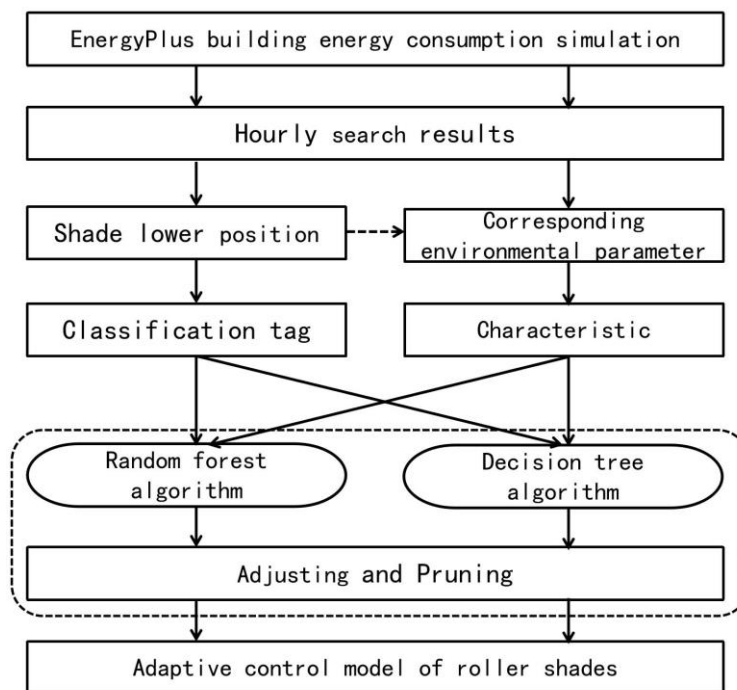 EnergyPlus building energy consumption simulation
Hourly search results
Shade lower position
Corresponding
environmental parameter
Classification tag
Characteristic
Random forest
algorithm
Decision tree
algorithm
Adjusting and Pruning
Adaptive control model of roller shades